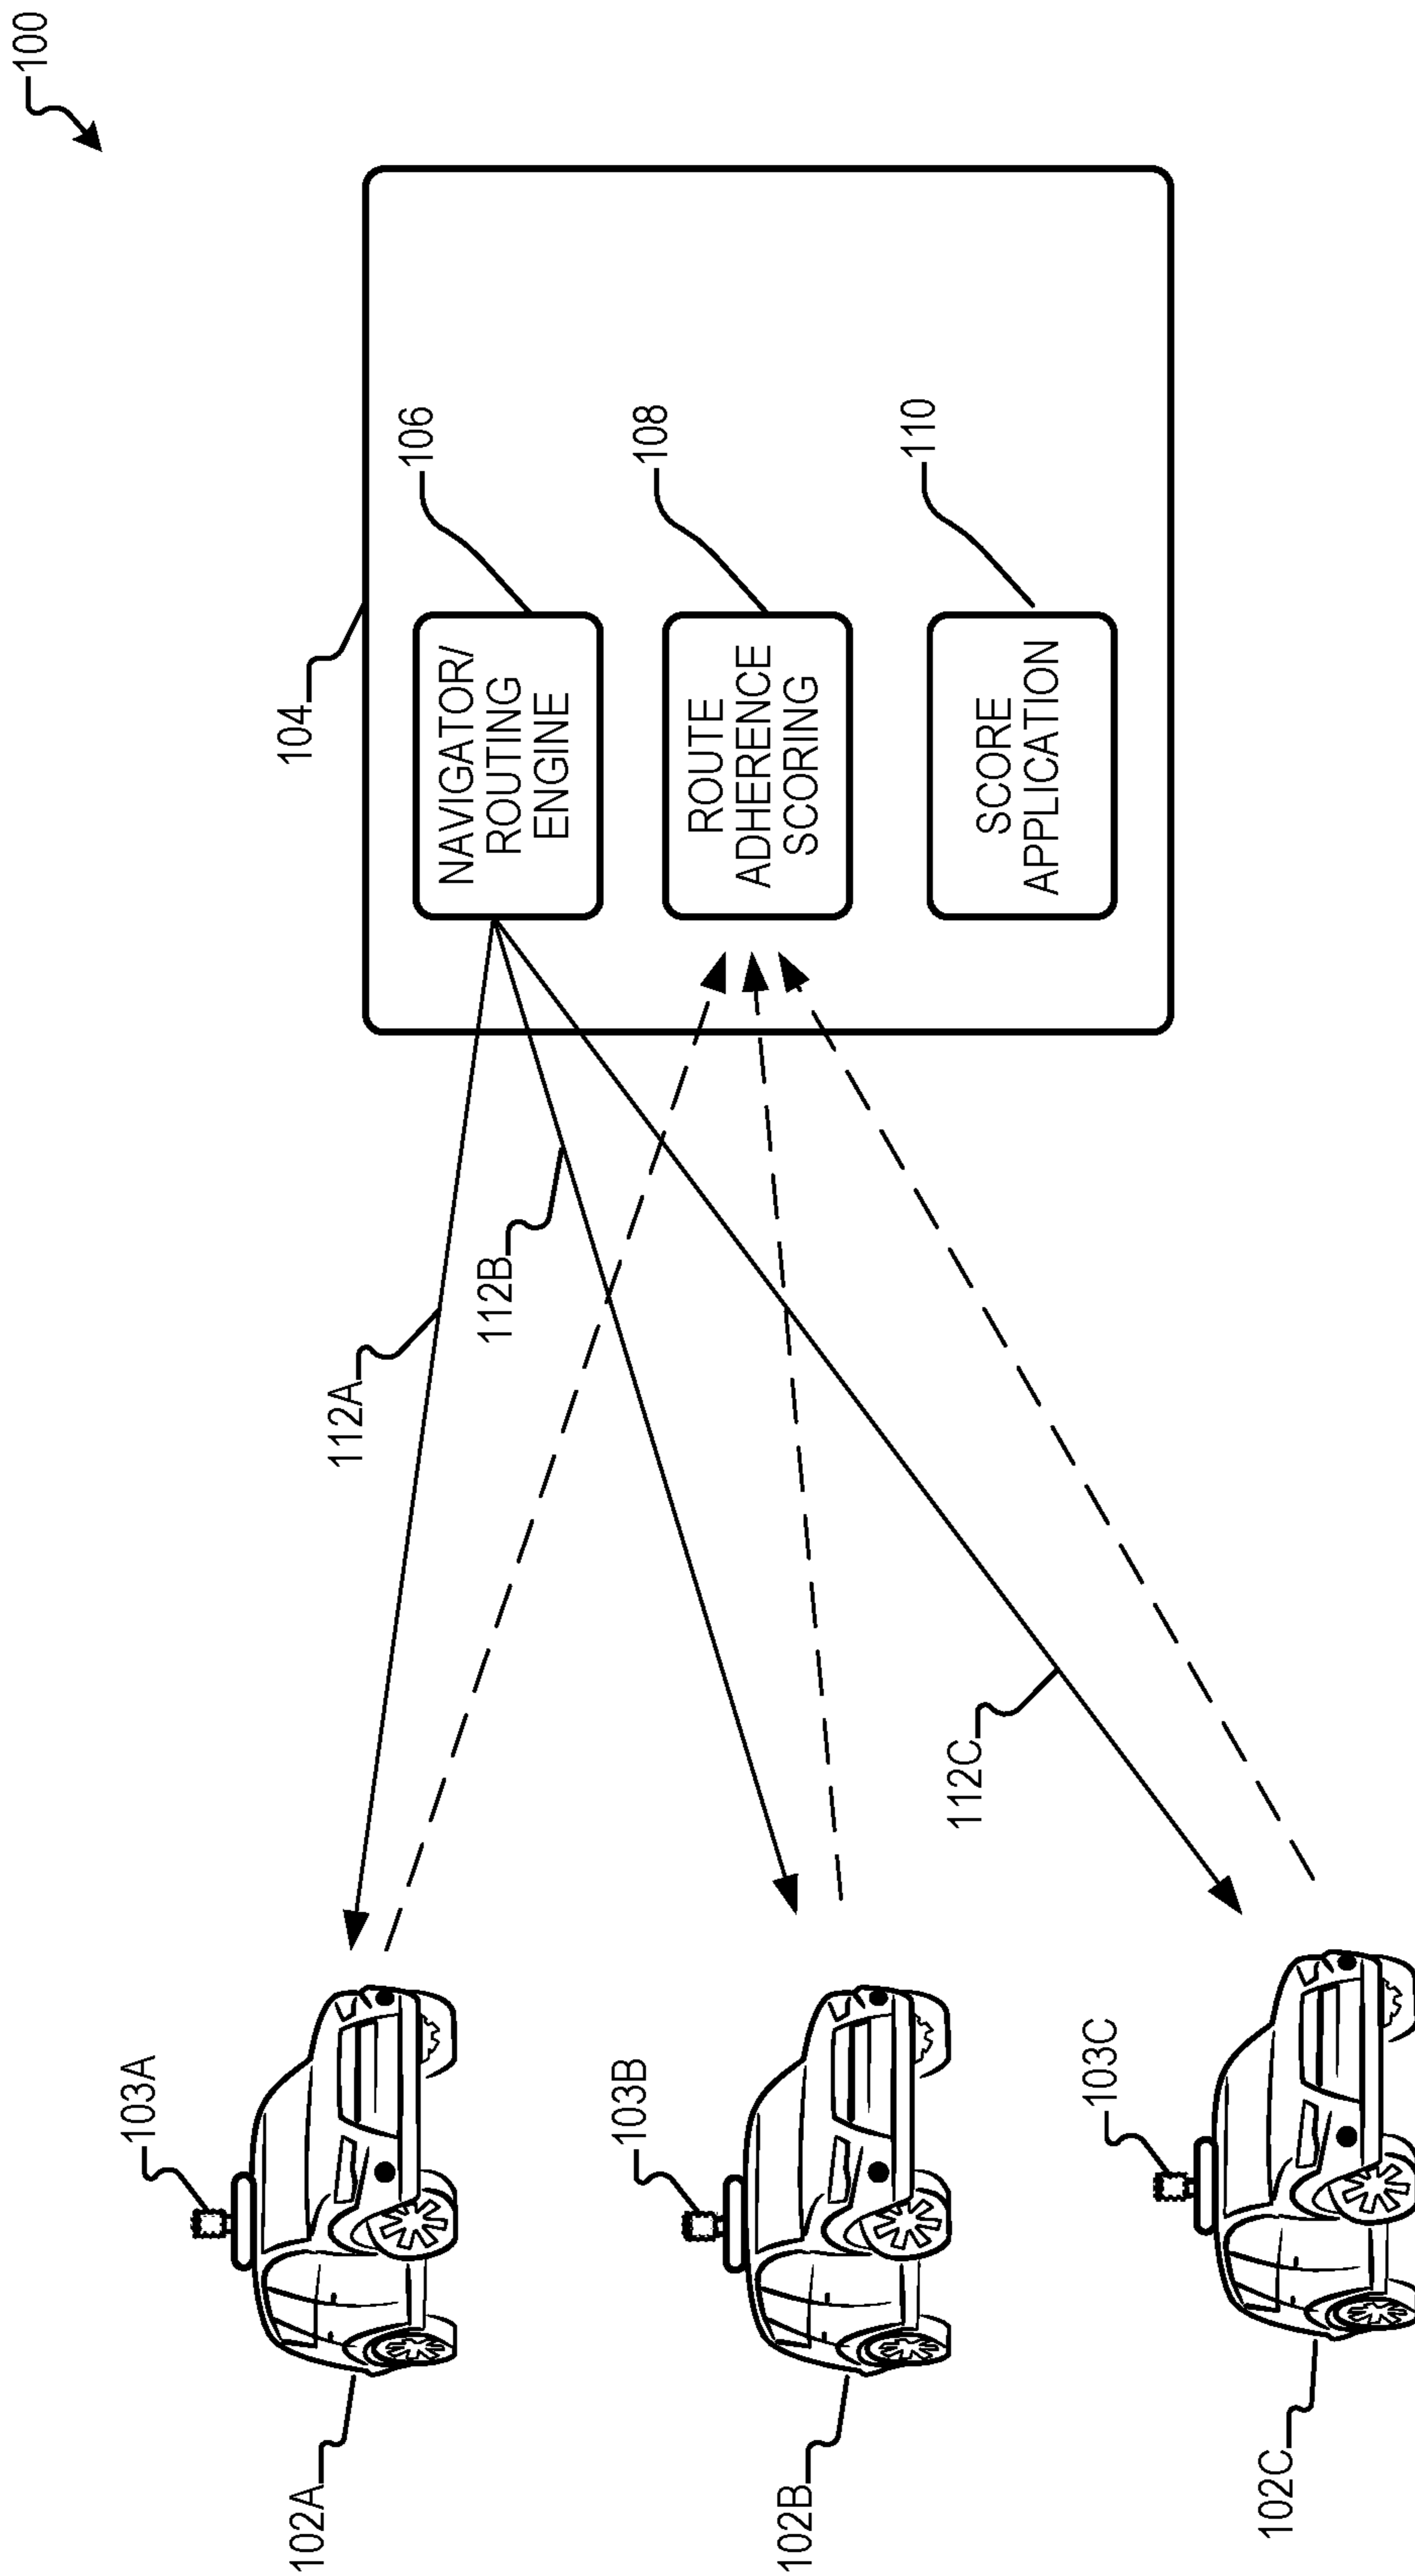 100
104
NAVIGATOR/
ROUTING
ENGINE
106
ROUTE
ADHERENCE
SCORING
108
SCORE
APPLICATION
110
112A
112B
112C
103A
102A
103B
102B
103C
102C